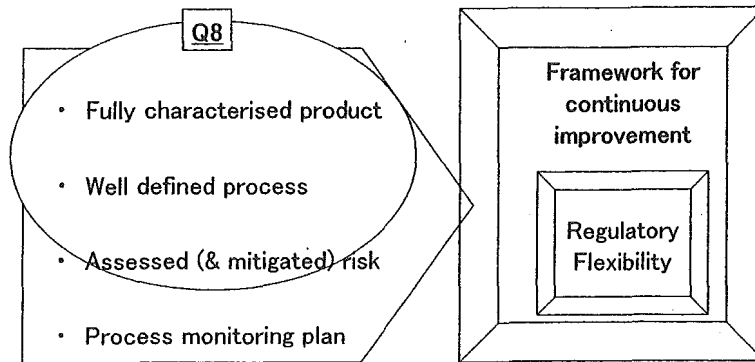 Q8
・ Fully characterised product
・ Well defined process
・ Assessed (& mitigated) risk
・ Process monitoring plan
Framework for
continuous
improvement
Regulatory
Flexibility